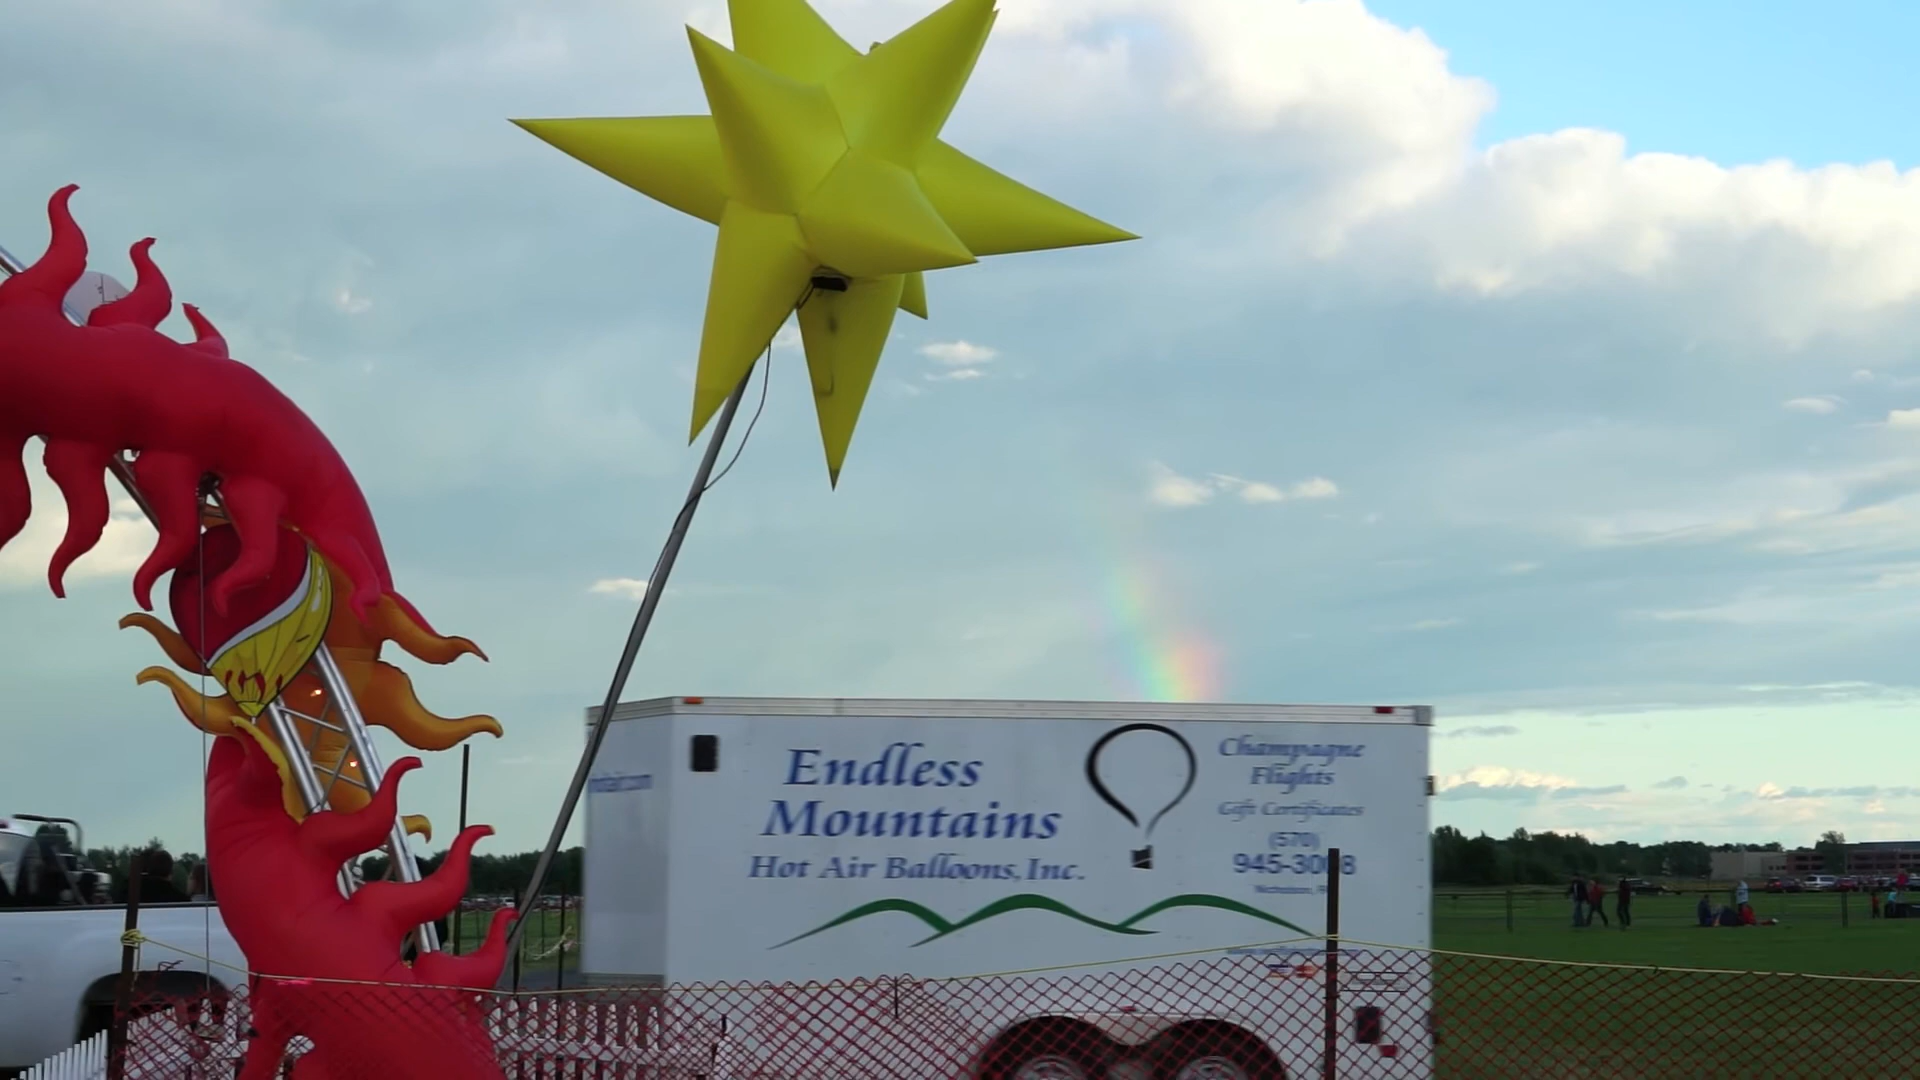 Endless
Mountains
Hot Air Balloons, Inc.
Champagne
Flights
Gift Certificates
(570)